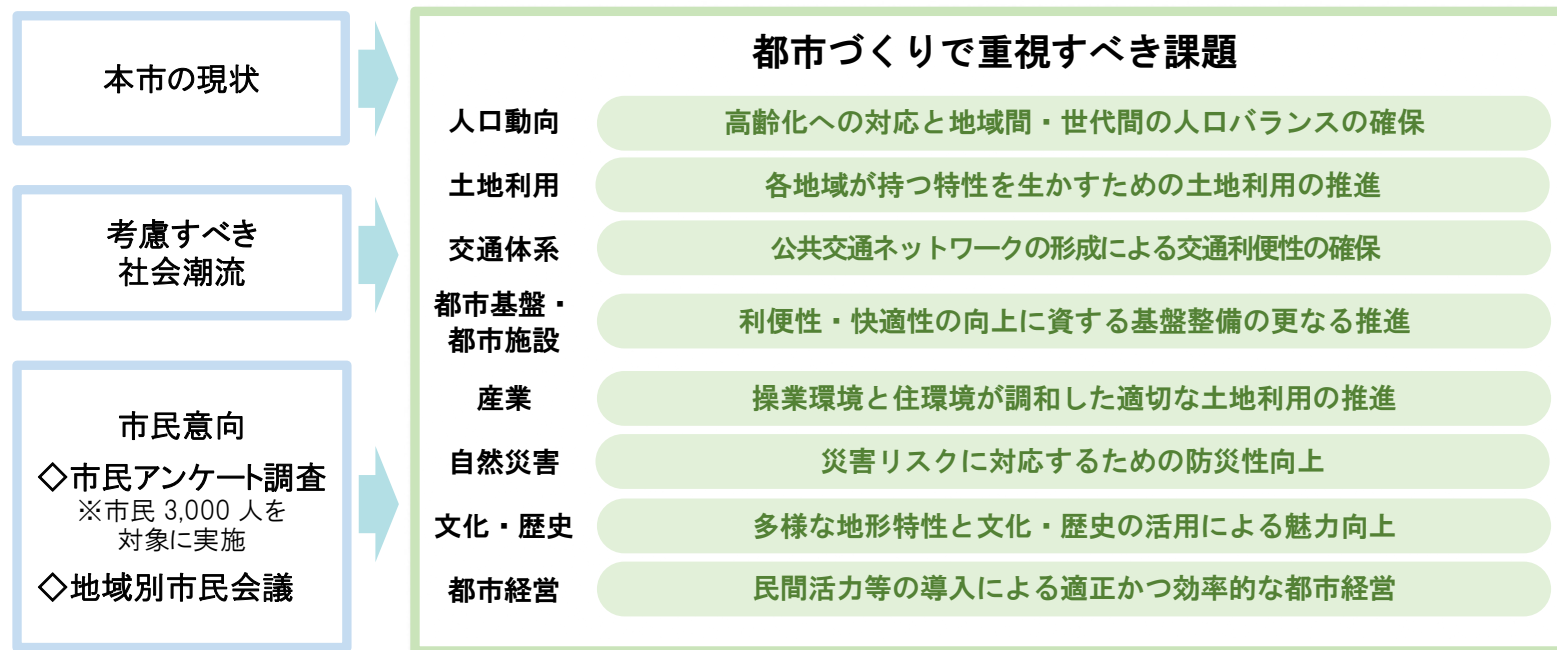 本市の現状
考慮すべき
社会潮流
市民意向
◇市民アンケート調査
※市民 3,000 人を
対象に実施
◇地域別市民会議
都市づくりで重視すべき課題
人口動向
高齢化への対応と地域間・世代間の人口バランスの確保
土地利用
各地域が持つ特性を生かすための土地利用の推進
交通体系
公共交通ネットワークの形成による交通利便性の確保
都市基盤・
都市施設
利便性・快適性の向上に資する基盤整備の更なる推進
産業
操業環境と住環境が調和した適切な土地利用の推進
自然災害
災害リスクに対応するための防災性向上
文化・歴史
多様な地形特性と文化・歴史の活用による魅力向上
都市経営
民間活力等の導入による適正かつ効率的な都市経営